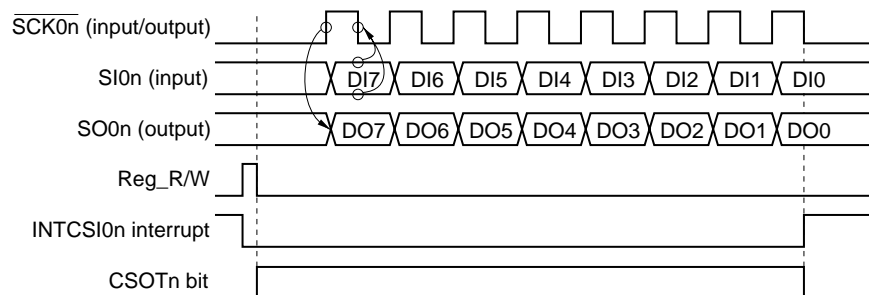 SCK0n (input/output)
SI0n (input) DI7 DI6 DI5 DI4 DI3 DI2 DI1 DI0
SO0n (output) DO7 DO6 DO5 DO4 DO3 DO2 DO1 DO0
Reg_R/W
INTCSI0n interrupt
CSOTn bit